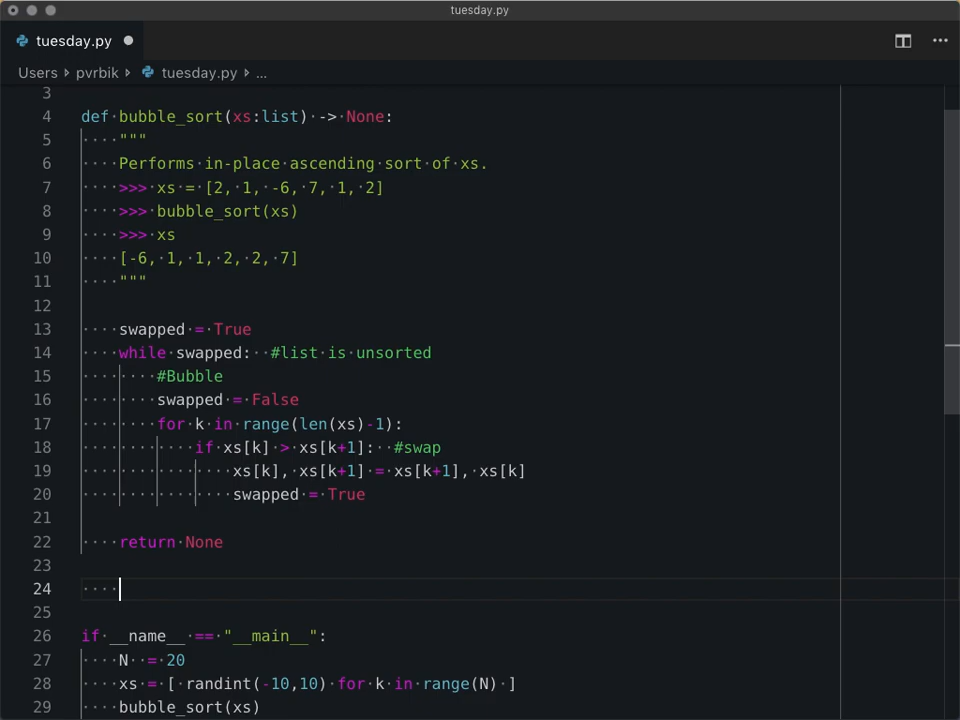 tuesday.py
tuesday.py
Users pvrbik tuesday.py ...
3
4 def bubble_sort(xs:list) -> None:
5 """
6 Performs in-place ascending sort of xs.
7 >>> xs = [2, 1, -6, 7, 1, 2]
8 >>> bubble_sort(xs)
9 >>> xs
10 [-6, 1, 1, 2, 2, 7]
11 """
12
13 swapped = True
14 while swapped: #list is unsorted
15 #Bubble
16 swapped = False
17 for k in range(len(xs)-1):
18 if xs[k] > xs[k+1]: #swap
19 xs[k], xs[k+1] = xs[k+1], xs[k]
20 swapped = True
21
22 return None
23
24
25
26 if __name__ == "__main__":
27 N = 20
28 xs = [ randint(-10,10) for k in range(N) ]
29 bubble_sort(xs)